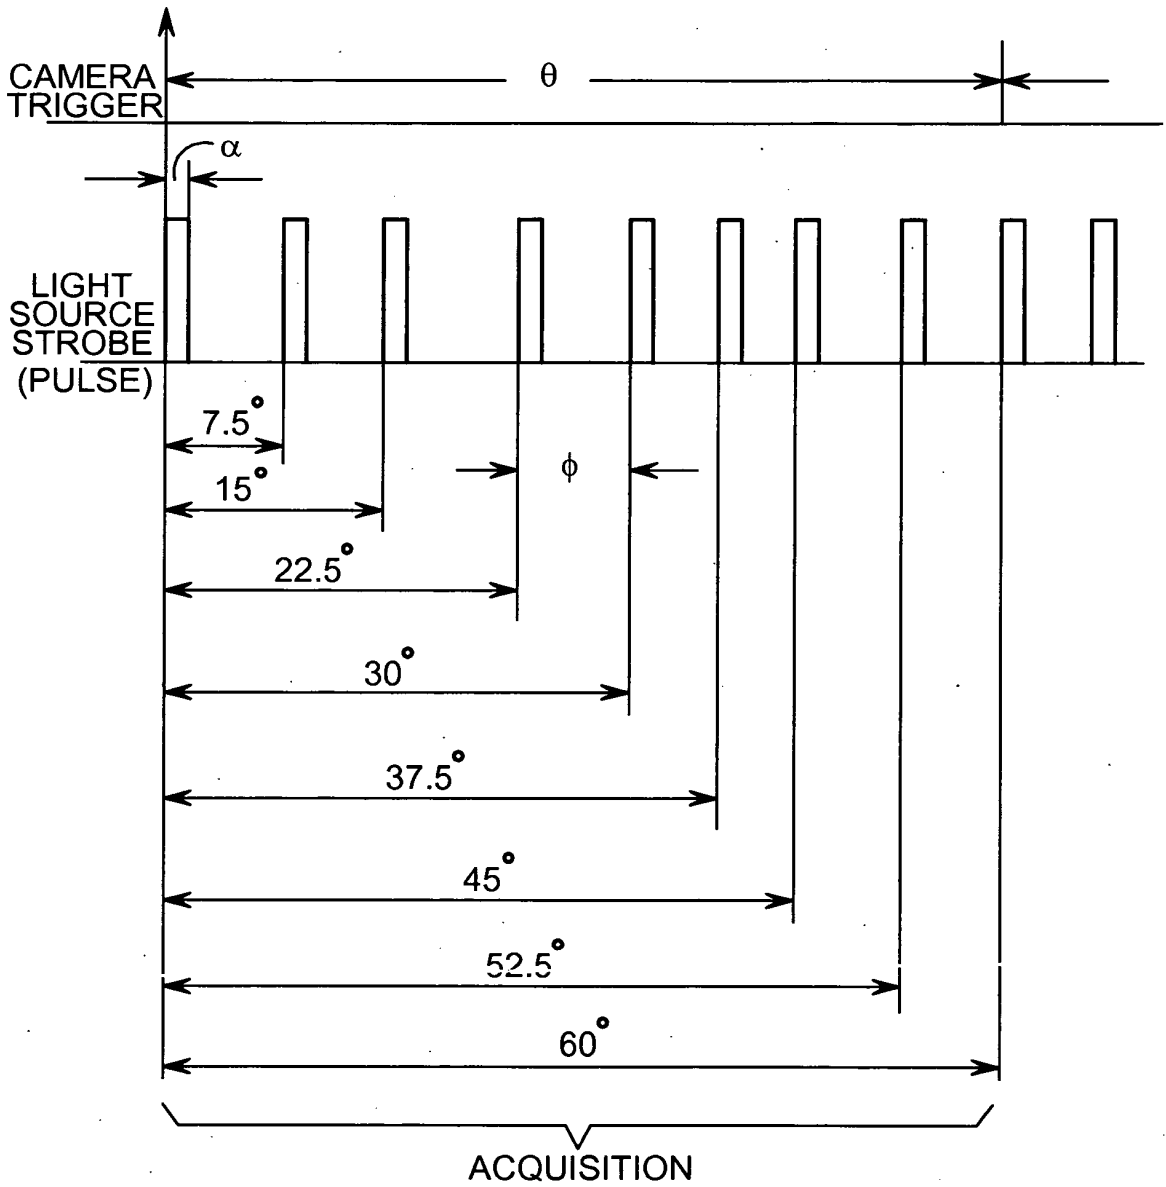 CAMERA
TRIGGER
θ
α
LIGHT
SOURCE
STROBE
(PULSE)
7.5°
15°
ϕ
22.5°
30°
37.5°
45°
52.5°
60°
ACQUISITION